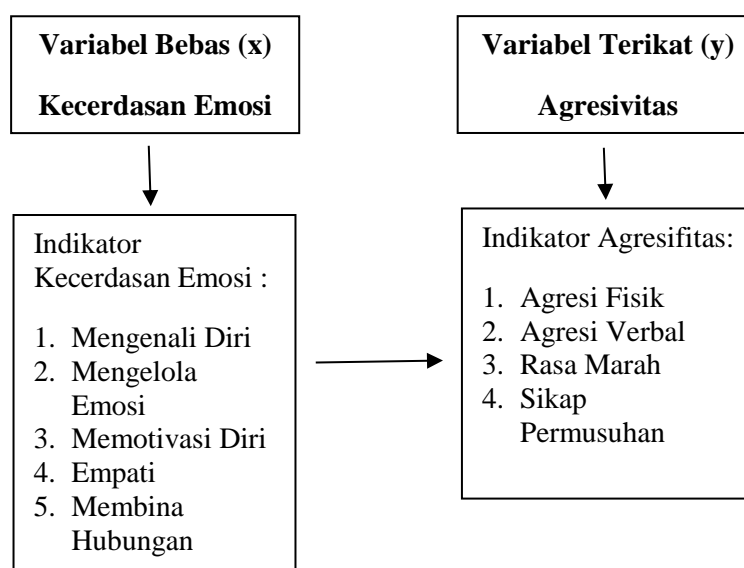 Variabel Bebas (x)
Kecerdasan Emosi
Variabel Terikat (y)
Agresivitas
Indikator
Kecerdasan Emosi :
1. Mengenali Diri
2. Mengelola
Emosi
3. Memotivasi Diri
4. Empati
5. Membina
Hubungan
Indikator Agresifitas:
1. Agresi Fisik
2. Agresi Verbal
3. Rasa Marah
4. Sikap
Permusuhan